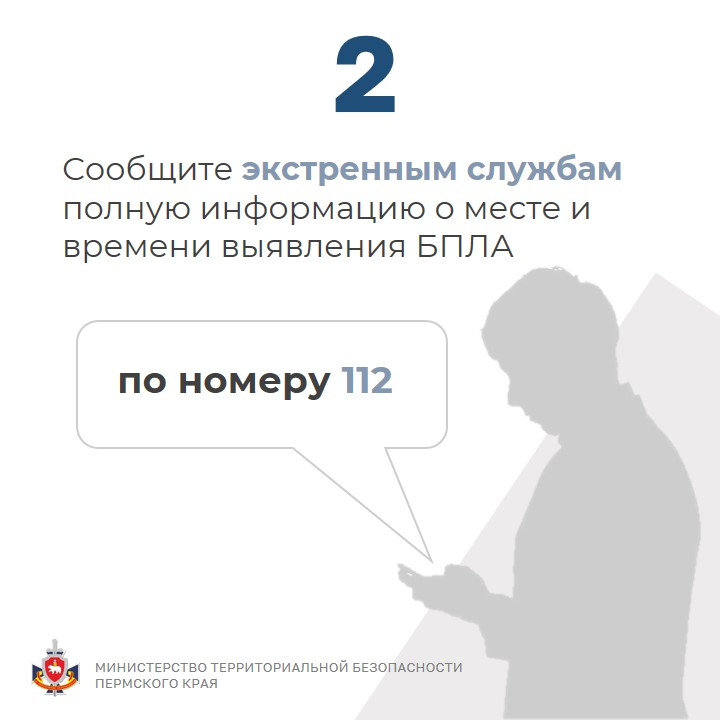 2
Сообщите экстренным службам
полную информацию о месте и
времени выявления БПЛА
по номеру 112
МИНИСТЕРСТВО ТЕРРИТОРИАЛЬНОЙ БЕЗОПАСНОСТИ
ПЕРМСКОГО КРАЯ